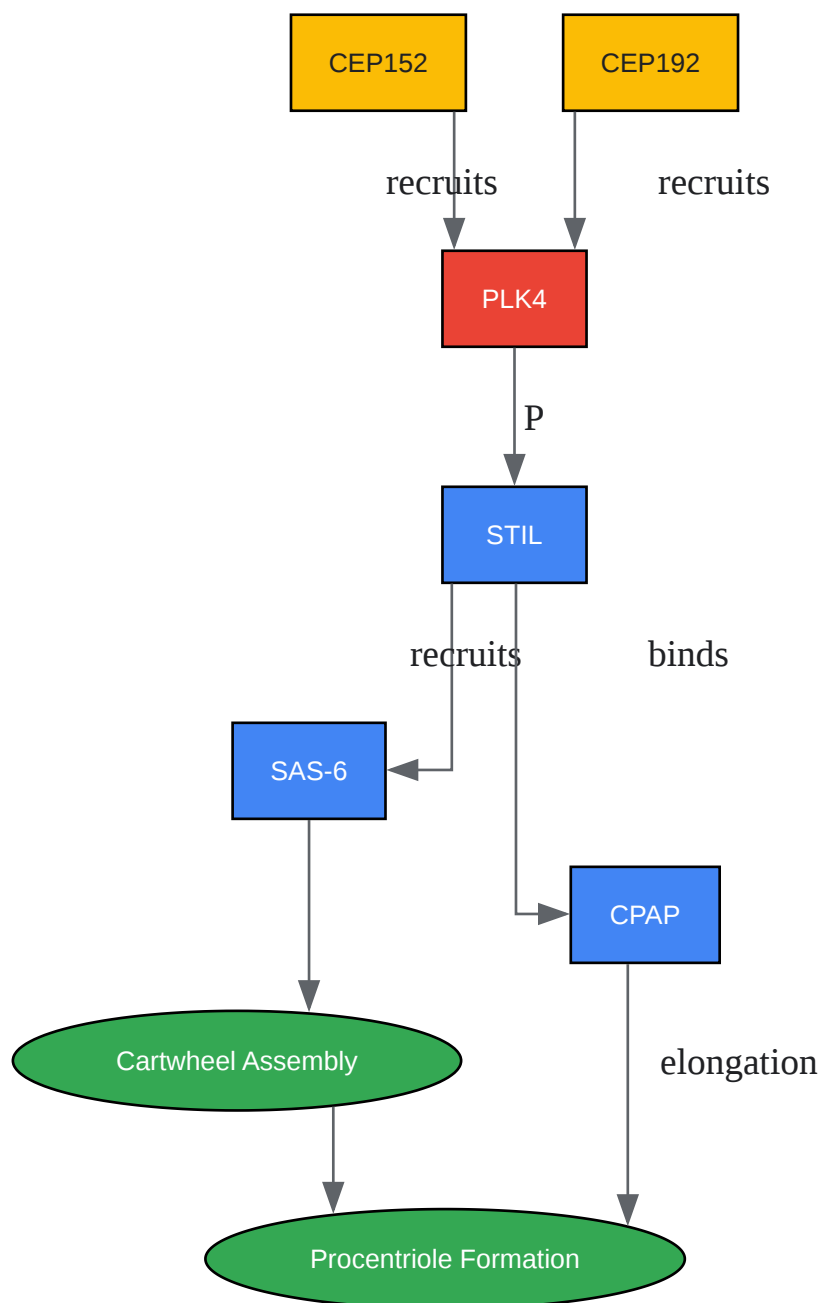 CEP152
CEP192
recruits
recruits
PLK4
P
STIL
recruits
binds
SAS-6
CPAP
Cartwheel Assembly
elongation
Procentriole Formation